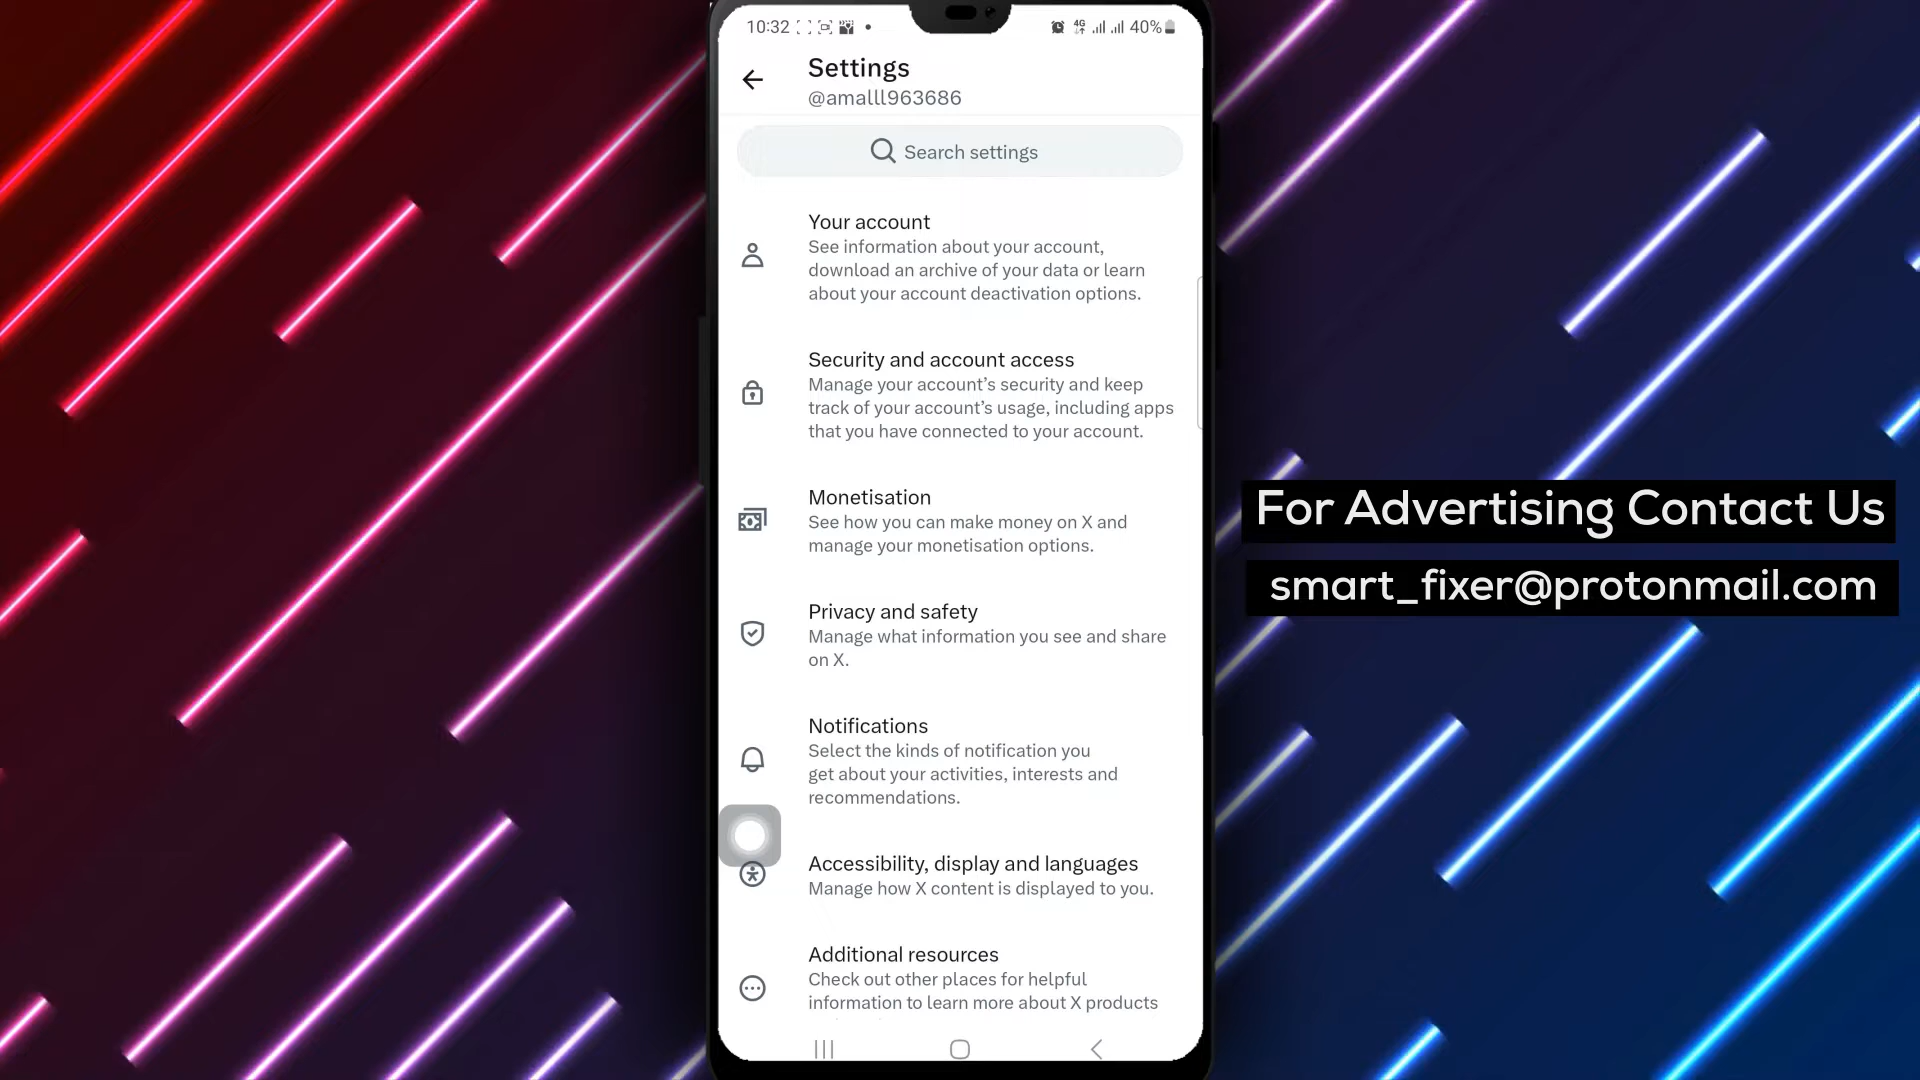 10:32
4G
40%
Settings
@amalll963686
Search settings
Your account
See information about your account,
download an archive of your data or learn
about your account deactivation options.
Security and account access
Manage your account’s security and keep
track of your account’s usage, including apps
that you have connected to your account.
Monetisation
See how you can make money on X and
manage your monetisation options.
Privacy and safety
Manage what information you see and share
on X.
Notifications
Select the kinds of notification you
get about your activities, interests and
recommendations.
Accessibility, display and languages
Manage how X content is displayed to you.
Additional resources
Check out other places for helpful
information to learn more about X products
For Advertising Contact Us
smart_fixer@protonmail.com